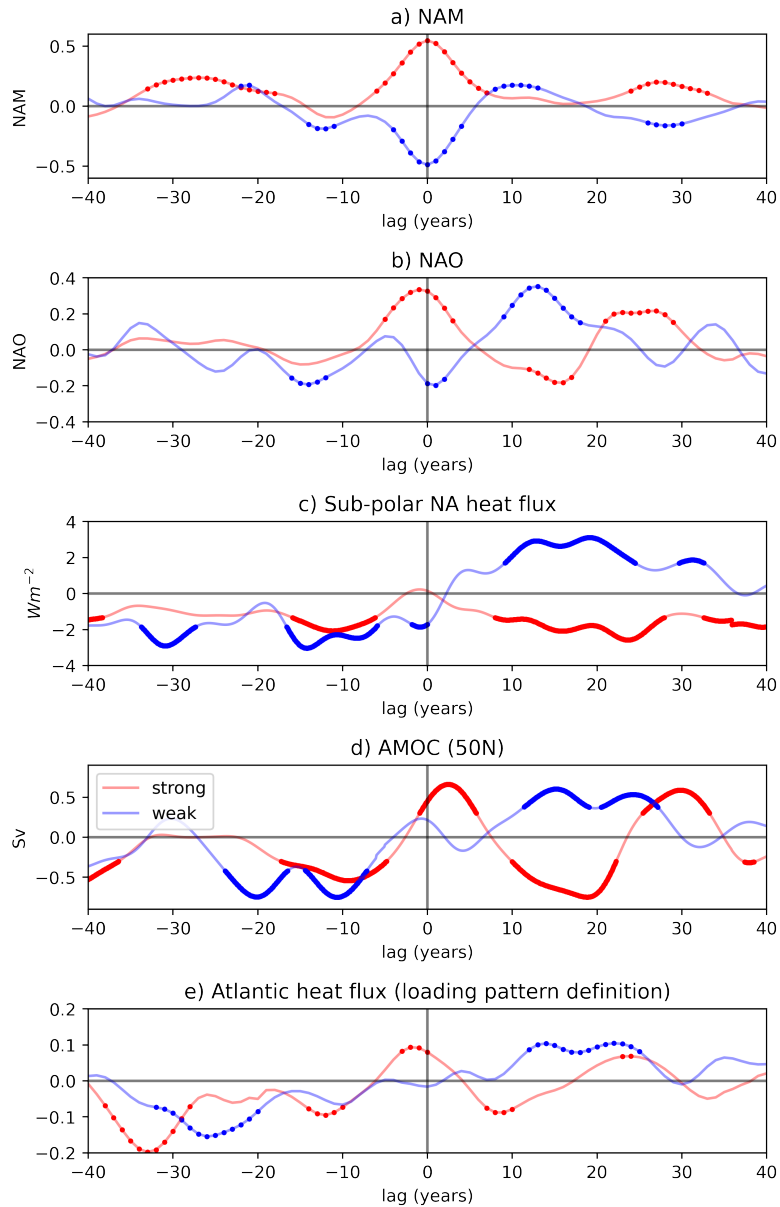 a) NAM
0.5
0.0
−0.5
NAM
−40 −30 −20 −10 0 10 20 30 40
lag (years)
b) NAO
0.4
0.2
0.0
−0.2
−0.4
NAO
−40 −30 −20 −10 0 10 20 30 40
lag (years)
c) Sub-polar NA heat flux
4
2
0
−2
−4
Wm⁻²
−40 −30 −20 −10 0 10 20 30 40
lag (years)
d) AMOC (50N)
strong
weak
0.5
0.0
−0.5
Sv
−40 −30 −20 −10 0 10 20 30 40
lag (years)
e) Atlantic heat flux (loading pattern definition)
0.2
0.1
0.0
−0.1
−0.2
−40 −30 −20 −10 0 10 20 30 40
lag (years)